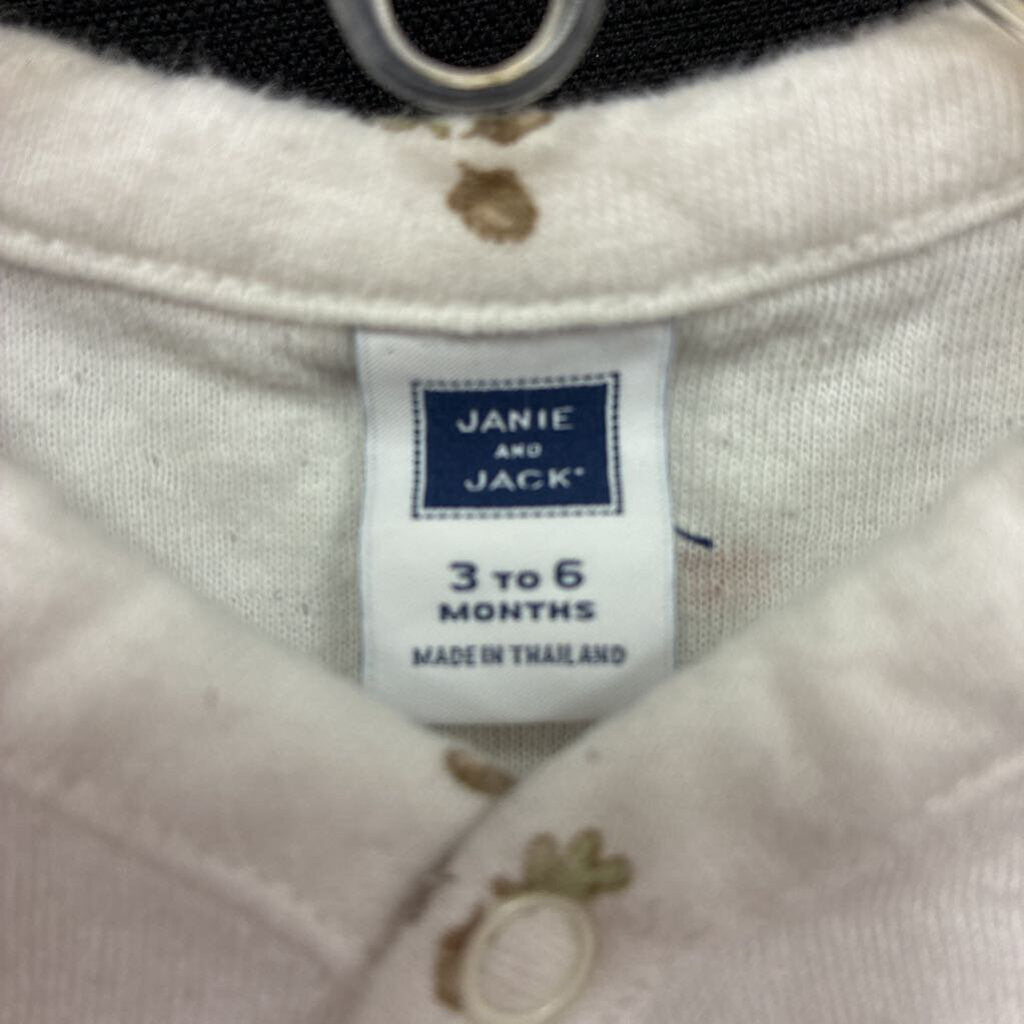 JANIE
AND
JACK
3 TO 6
MONTHS
MADE IN THAILAND